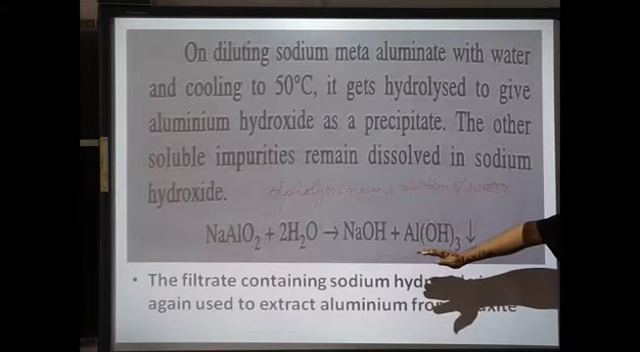 On diluting sodium meta aluminate with water
and cooling to 50°C, it gets hydrolysed to give
aluminium hydroxide as a precipitate. The other
soluble impurities remain dissolved in sodium
hydroxide. of water
NaAlO₂ + 2H₂O → NaOH + Al(OH)₃ ↓
• The filtrate containing sodium
again used to extract aluminium